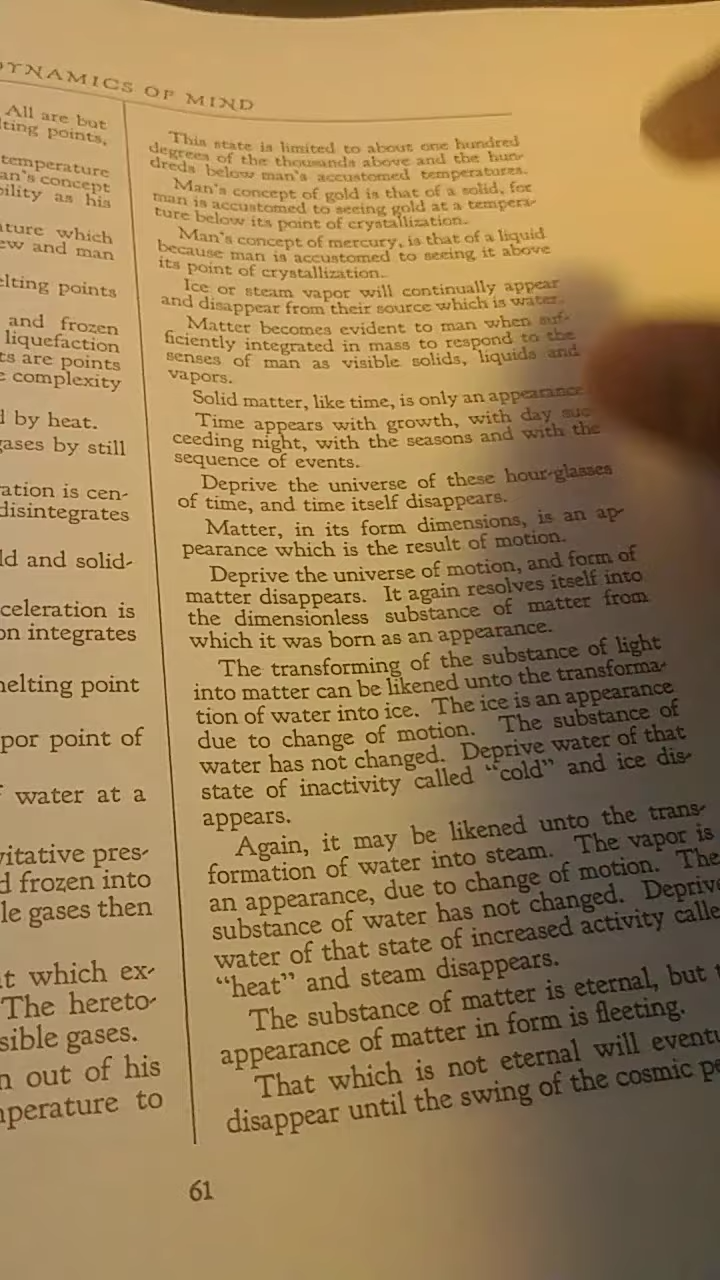 DYNAMICS OF MIND
All are but
lting points,
temperature
an's concept
bility as his
ature which
ew and man
elting points
and frozen
liquefaction
ts are points
e complexity
d by heat.
gases by still
ration is cen-
disintegrates
ld and solid-
celeration is
on integrates
melting point
por point of
f water at a
vitative pres-
d frozen into
le gases then
at which ex-
The hereto-
sible gases.
n out of his
mperature to
This state is limited to about one hundred
degrees of the thousands above and the hun-
dreds below man's accustomed temperatures.
Man's concept of gold is that of a solid, for
man is accustomed to seeing gold at a tempera-
ture below its point of crystallization.
Man's concept of mercury, is that of a liquid
because man is accustomed to seeing it above
its point of crystallization.
Ice or steam vapor will continually appear
and disappear from their source which is water.
Matter becomes evident to man when suf-
ficiently integrated in mass to respond to the
senses of man as visible solids, liquids and
vapors.
Solid matter, like time, is only an appearance
Time appears with growth, with day suc-
ceeding night, with the seasons and with the
sequence of events.
Deprive the universe of these hour-glasses
of time, and time itself disappears.
Matter, in its form dimensions, is an ap-
pearance which is the result of motion.
Deprive the universe of motion, and form of
matter disappears. It again resolves itself into
the dimensionless substance of matter from
which it was born as an appearance.
The transforming of the substance of light
into matter can be likened unto the transforma-
tion of water into ice. The ice is an appearance
due to change of motion. The substance of
water has not changed. Deprive water of that
state of inactivity called "cold" and ice dis-
appears.
Again, it may be likened unto the trans-
formation of water into steam. The vapor is
an appearance, due to change of motion. The
substance of water has not changed. Deprive
water of that state of increased activity calle
"heat" and steam disappears.
The substance of matter is eternal, but t
appearance of matter in form is fleeting.
That which is not eternal will eventu
disappear until the swing of the cosmic pe
61